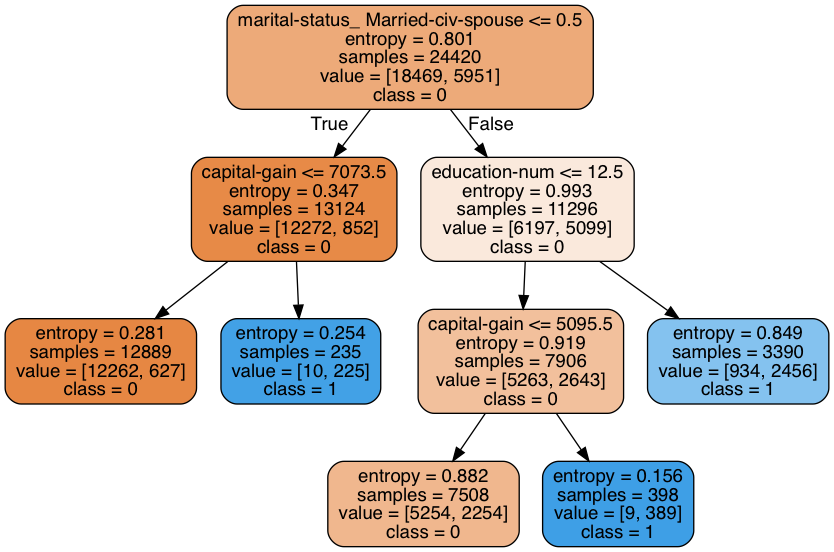 marital-status_ Married-civ-spouse <= 0.5
entropy = 0.801
samples = 24420
value = [18469, 5951]
class = 0
True
False
capital-gain <= 7073.5
entropy = 0.347
samples = 13124
value = [12272, 852]
class = 0
education-num <= 12.5
entropy = 0.993
samples = 11296
value = [6197, 5099]
class = 0
entropy = 0.281
samples = 12889
value = [12262, 627]
class = 0
entropy = 0.254
samples = 235
value = [10, 225]
class = 1
capital-gain <= 5095.5
entropy = 0.919
samples = 7906
value = [5263, 2643]
class = 0
entropy = 0.849
samples = 3390
value = [934, 2456]
class = 1
entropy = 0.882
samples = 7508
value = [5254, 2254]
class = 0
entropy = 0.156
samples = 398
value = [9, 389]
class = 1